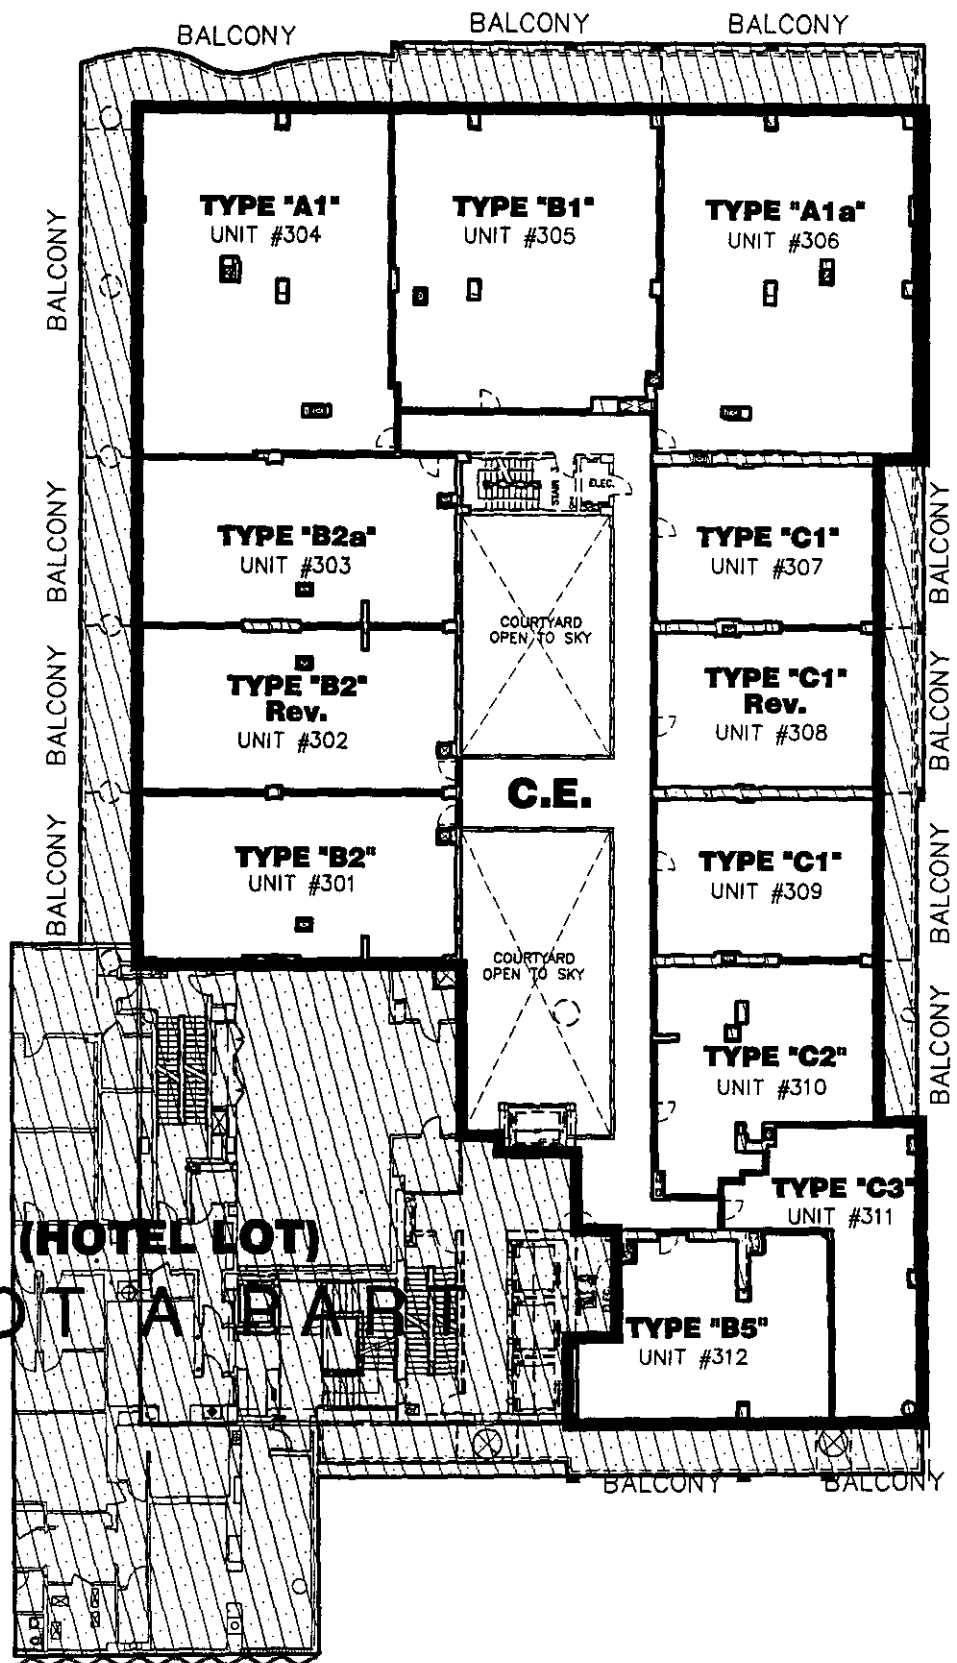 BALCONY
BALCONY
BALCONY
TYPE "A1"
UNIT #304
TYPE "B1"
UNIT #305
TYPE "A1a"
UNIT #306
BALCONY
STAIR 3
ELEC.
TYPE "B2a"
UNIT #303
TYPE "C1"
UNIT #307
BALCONY
BALCONY
COURTYARD
OPEN TO SKY
TYPE "B2"
Rev.
UNIT #302
TYPE "C1"
Rev.
UNIT #308
BALCONY
BALCONY
C.E.
TYPE "B2"
UNIT #301
TYPE "C1"
UNIT #309
BALCONY
BALCONY
COURTYARD
OPEN TO SKY
TYPE "C2"
UNIT #310
BALCONY
TYPE "C3"
UNIT #311
(HOTEL LOT)
OT A PART
TYPE "B5"
UNIT #312
BALCONY
BALCONY